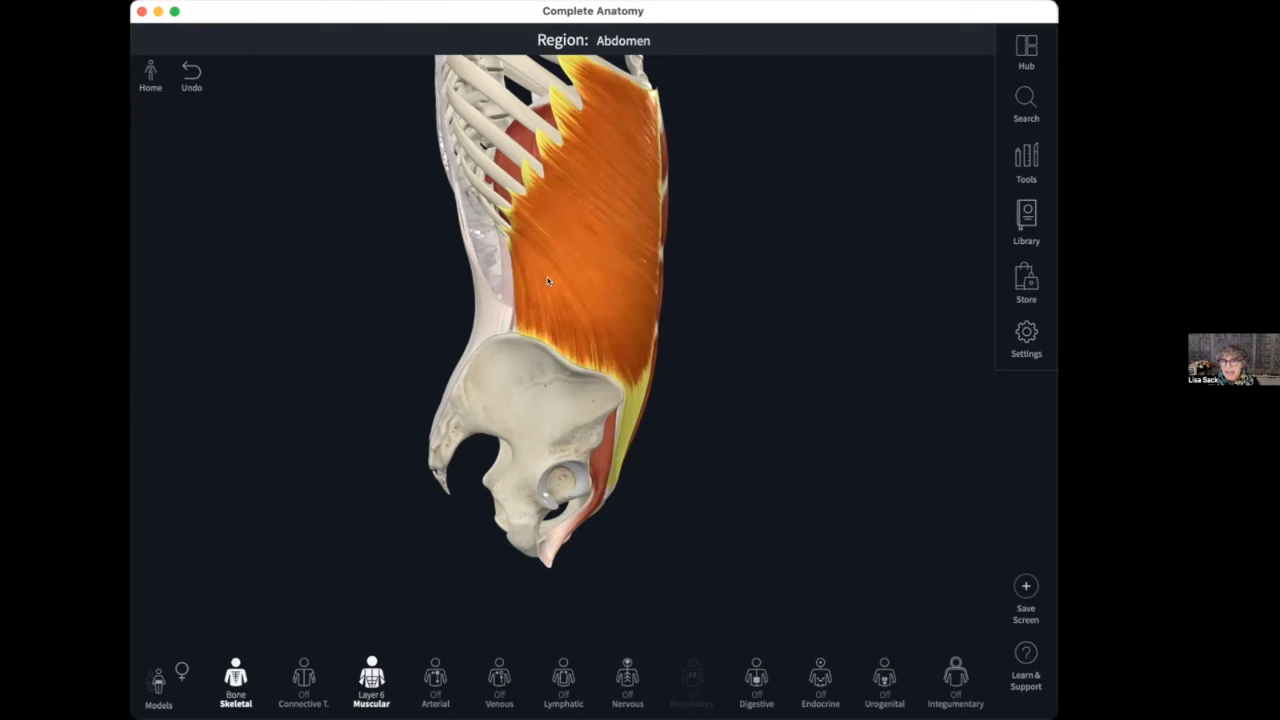 Complete Anatomy
Region: Abdomen
Home
Undo
Hub
Search
Tools
Library
Store
Settings
Lisa Sack
Save
Screen
Learn &
Support
Models
Bone
Skeletal
Off
Connective T.
Layer 6
Muscular
Off
Arterial
Off
Venous
Off
Lymphatic
Off
Nervous
Off
Respiratory
Off
Digestive
Off
Endocrine
Off
Urogenital
Off
Integumentary